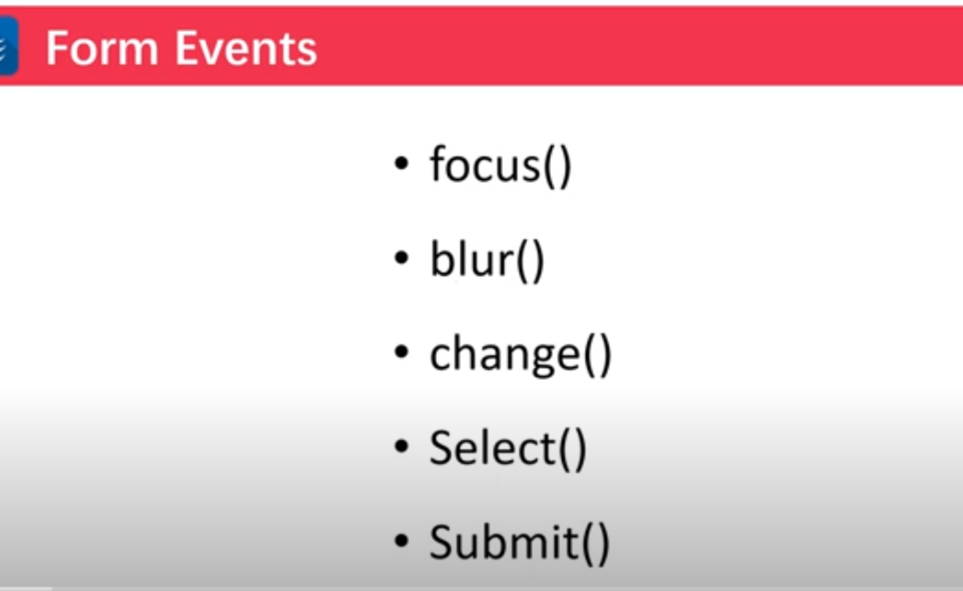 Form Events
• focus()
• blur()
• change()
• Select()
• Submit()